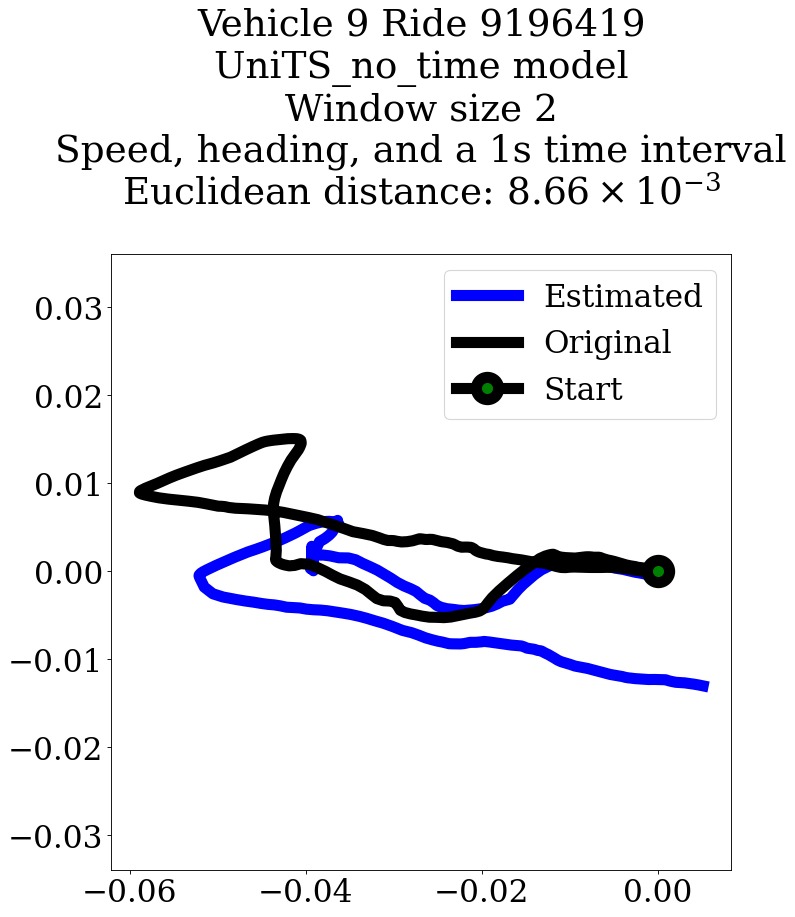 Vehicle 9 Ride 9196419
UniTS_no_time model
Window size 2
Speed, heading, and a 1s time interval
Euclidean distance: 8.66 × 10⁻³
Estimated
Original
Start
0.03
0.02
0.01
0.00
−0.01
−0.02
−0.03
−0.06
−0.04
−0.02
0.00